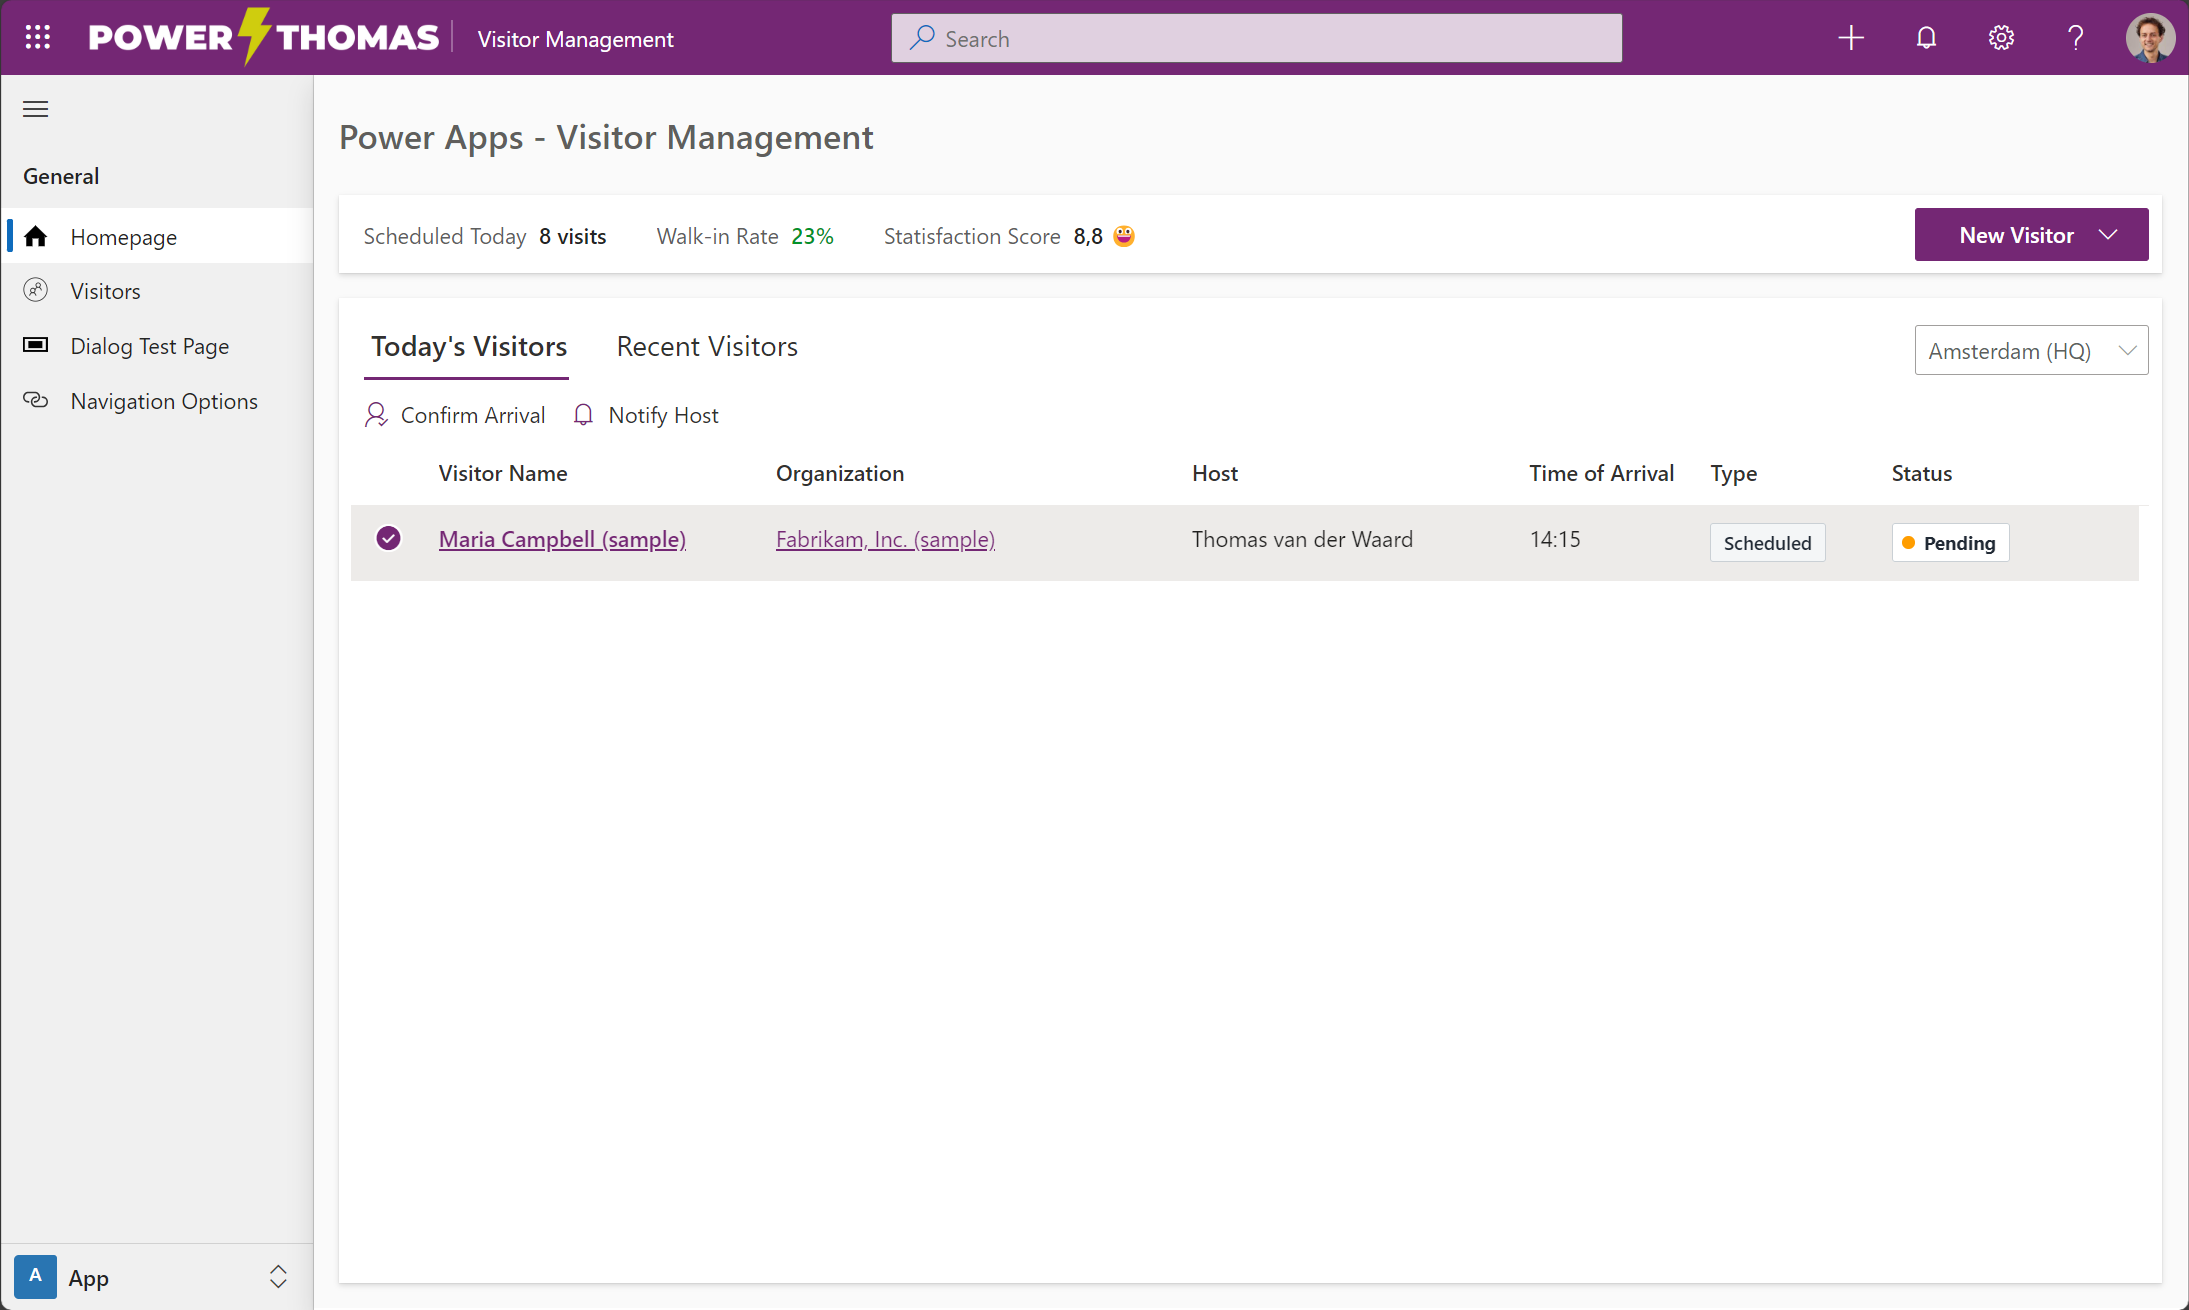 POWER THOMAS
Visitor Management
Search
General
Homepage
Visitors
Dialog Test Page
Navigation Options
A
App
Power Apps - Visitor Management
Scheduled Today 8 visits Walk-in Rate 23% Statisfaction Score 8,8
New Visitor
Today's Visitors Recent Visitors
Amsterdam (HQ)
Confirm Arrival Notify Host
Visitor Name Organization Host Time of Arrival Type Status
Maria Campbell (sample) Fabrikam, Inc. (sample) Thomas van der Waard 14:15 Scheduled Pending